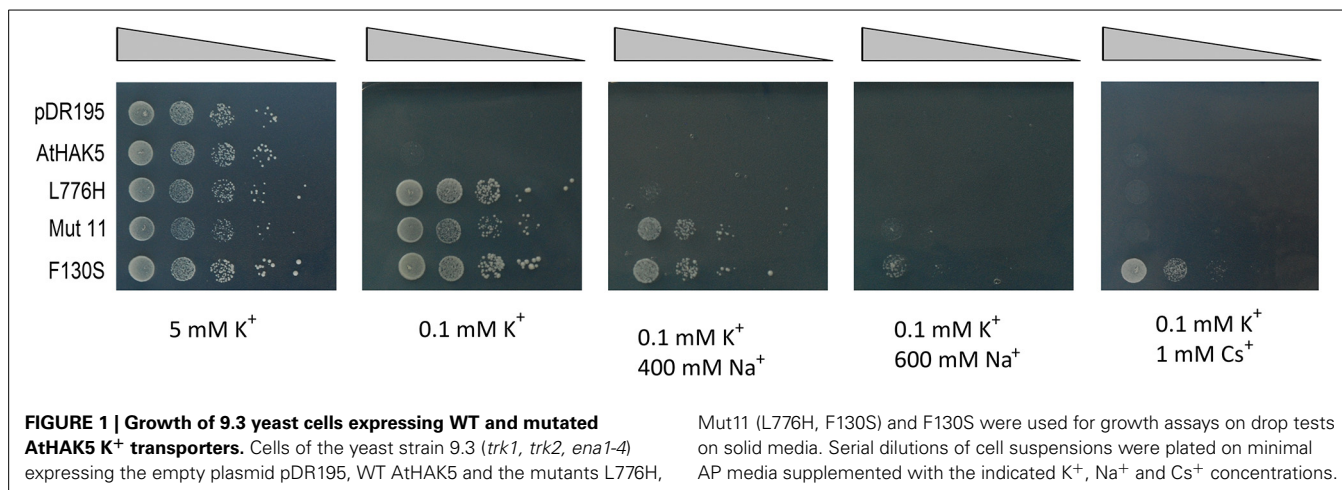 pDR195
AtHAK5
L776H
Mut 11
F130S
5 mM K⁺
0.1 mM K⁺
0.1 mM K⁺
400 mM Na⁺
0.1 mM K⁺
600 mM Na⁺
0.1 mM K⁺
1 mM Cs⁺
FIGURE 1 | Growth of 9.3 yeast cells expressing WT and mutated
AtHAK5 K⁺ transporters. Cells of the yeast strain 9.3 (trk1, trk2, ena1-4)
expressing the empty plasmid pDR195, WT AtHAK5 and the mutants L776H,
Mut11 (L776H, F130S) and F130S were used for growth assays on drop tests
on solid media. Serial dilutions of cell suspensions were plated on minimal
AP media supplemented with the indicated K⁺, Na⁺ and Cs⁺ concentrations.